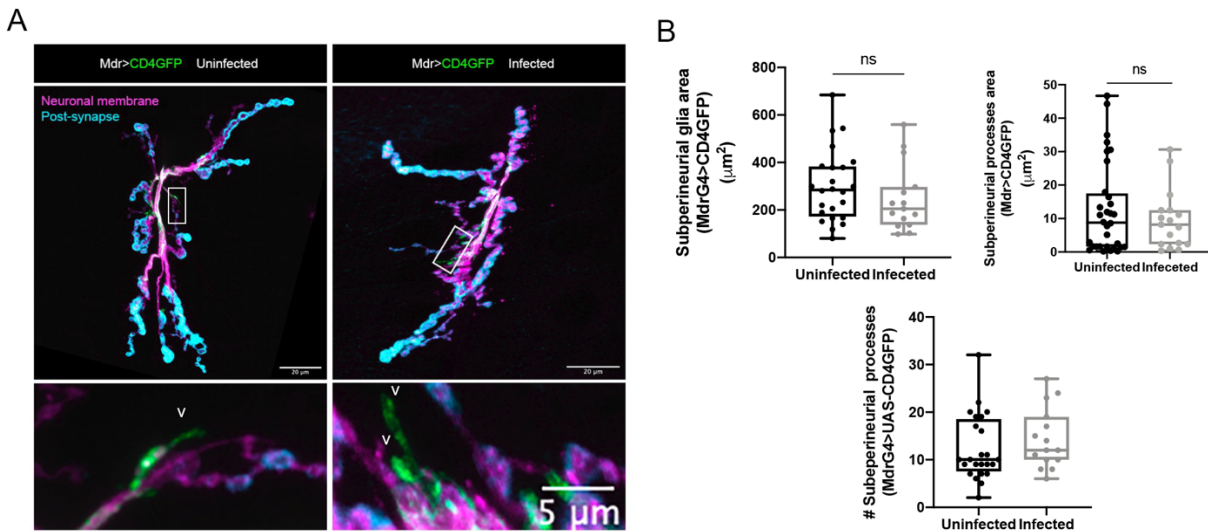 A
Mdr>CD4GFP Uninfected
Mdr>CD4GFP Infected
Neuronal membrane
Post-synapse
20 μm
20 μm
v
v
v
5 μm
B
ns
Subperineurial glia area
(MdrG4>CD4GFP)
(μm²)
800
600
400
200
0
Uninfected
Infeceted
ns
Subperineurial processes area
(Mdr>CD4GFP)
(μm²)
50
40
30
20
10
0
Uninfected
Infeceted
# Subeperineurial processes
(MdrG4>UAS-CD4GFP)
40
30
20
10
0
Uninfected
Infected